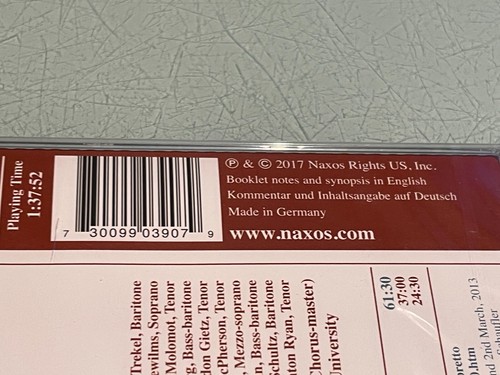 Playing Time
1:37:52
7 30099 03907 9
℗ & © 2017 Naxos Rights US, Inc.
Booklet notes and synopsis in English
Kommentar und Inhaltsangabe auf Deutsch
Made in Germany
www.naxos.com
Trekel, Baritone
Soprano
Molomot, Tenor
Bass-baritone
Gietz, Tenor
Tenor
Mezzo-soprano
Bass-baritone
Baritone
Ryan, Tenor
Chorus-master)
University
61:30
37:00
24:30
2nd March, 2013